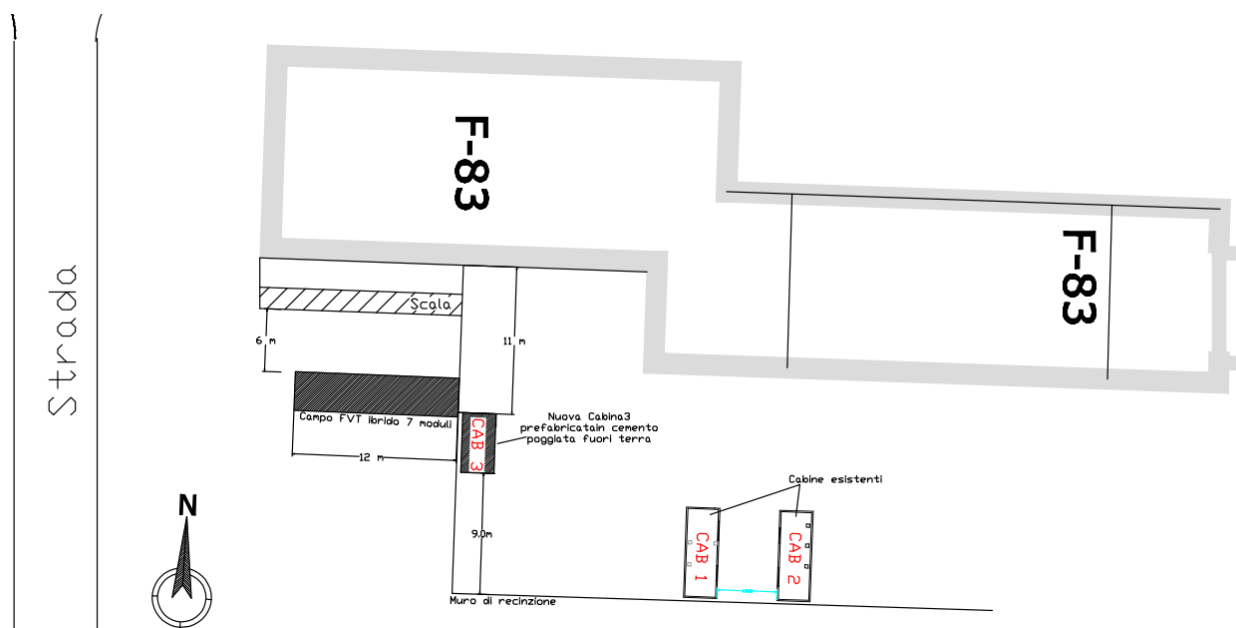 F-83
F-83
Strada
Scala
6 m
11 m
Campo FVT ibrido 7 moduli
12 m
CAB 3
Nuova Cabina3
prefabricatain cemento
poggiata fuori terra
9.0m
Cabine esistenti
CAB 1
CAB 2
N
Muro di recinzione